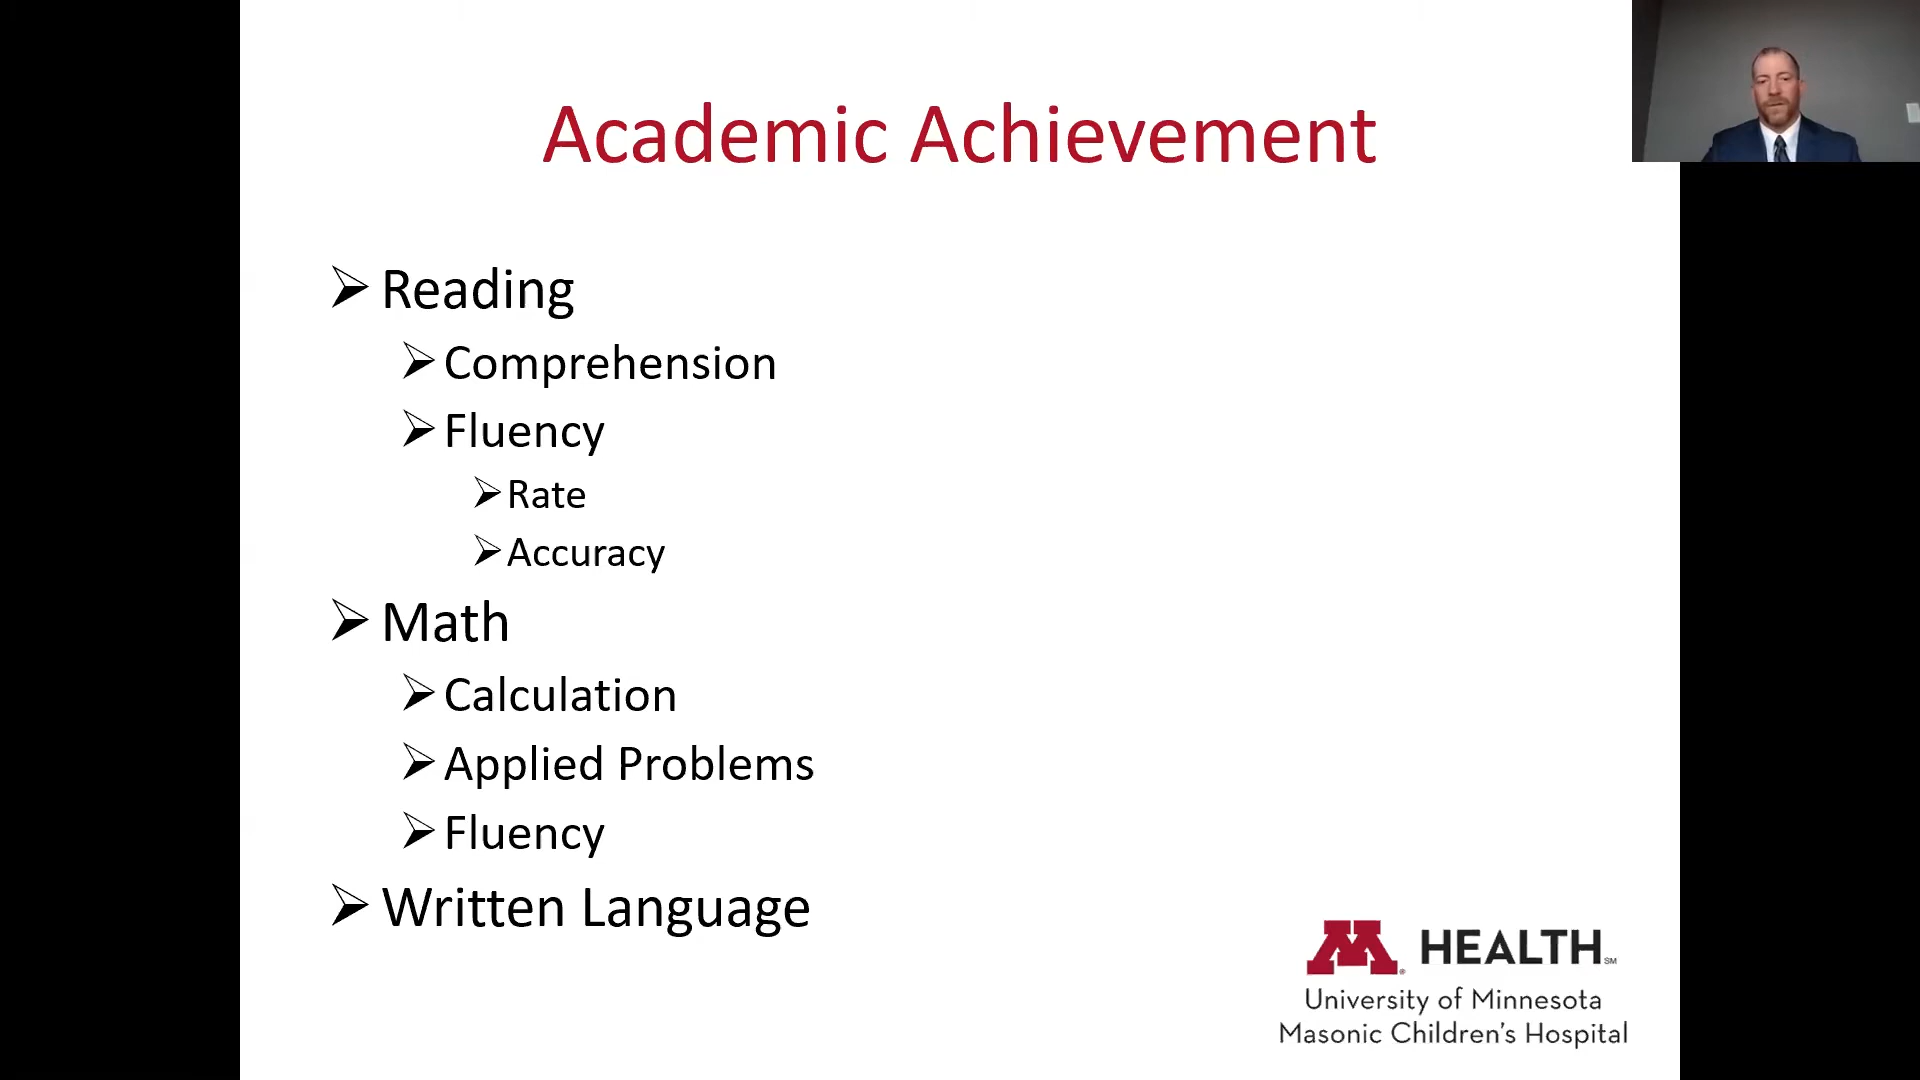 Academic Achievement
Reading
Comprehension
Fluency
Rate
Accuracy
Math
Calculation
Applied Problems
Fluency
Written Language
M® HEALTH℠
University of Minnesota
Masonic Children's Hospital